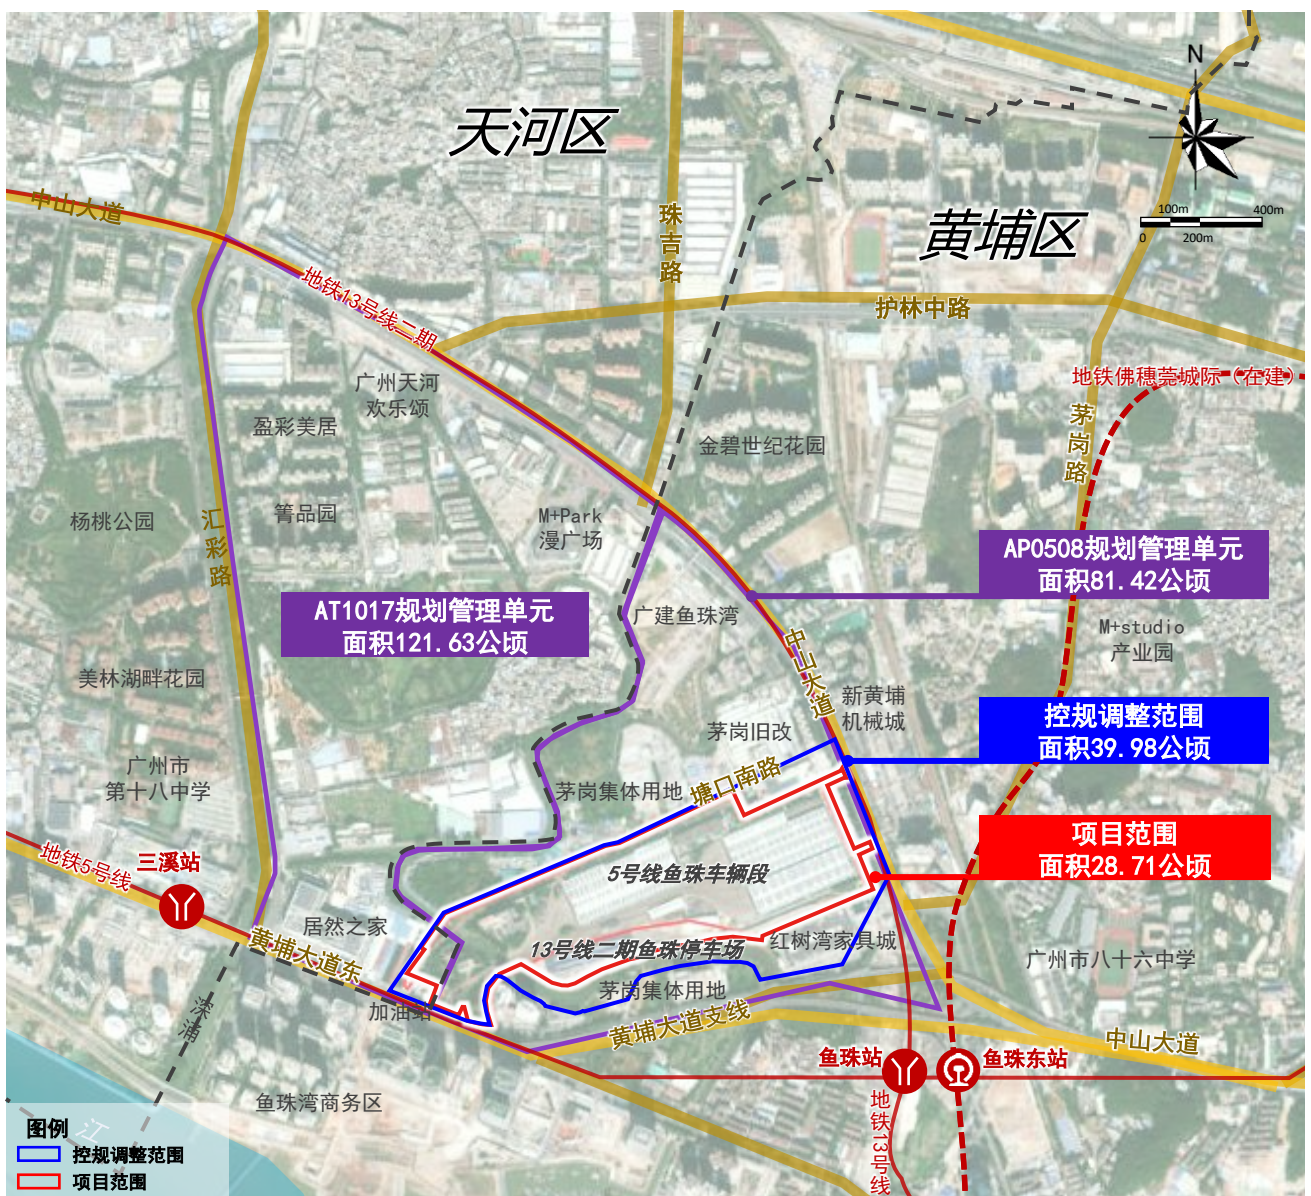 天河区
N
100m
400m
0
200m
黄埔区
中山大道
珠吉路
地铁13号线二期
护林中路
地铁佛穗莞城际（在建）
广州天河
欢乐颂
盈彩美居
茅岗路
金碧世纪花园
杨桃公园
箐品园
M+Park
漫广场
汇彩路
AP0508规划管理单元
面积81.42公顷
AT1017规划管理单元
面积121.63公顷
广建鱼珠湾
M+studio
产业园
中山大道
美林湖畔花园
新黄埔
机械城
控规调整范围
面积39.98公顷
茅岗旧改
广州市
第十八中学
茅岗集体用地
塘口南路
项目范围
面积28.71公顷
地铁5号线
三溪站
5号线鱼珠车辆段
居然之家
黄埔大道东
13号线二期鱼珠停车场
红树湾家具城
广州市八十六中学
茅岗集体用地
加油站
深涌
黄埔大道支线
中山大道
鱼珠站
鱼珠东站
鱼珠湾商务区
地铁13号线
江
图例
控规调整范围
项目范围